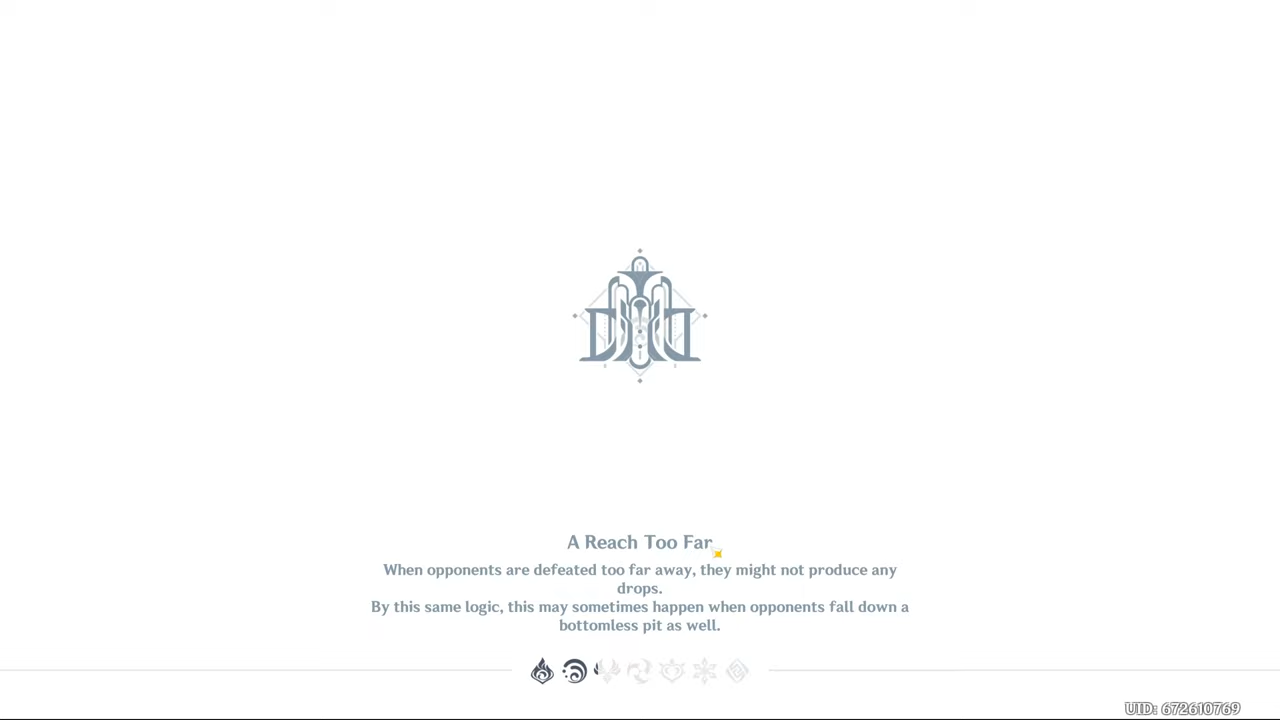 A Reach Too Far
When opponents are defeated too far away, they might not produce any
drops.
By this same logic, this may sometimes happen when opponents fall down a
bottomless pit as well.
UID: 672610769